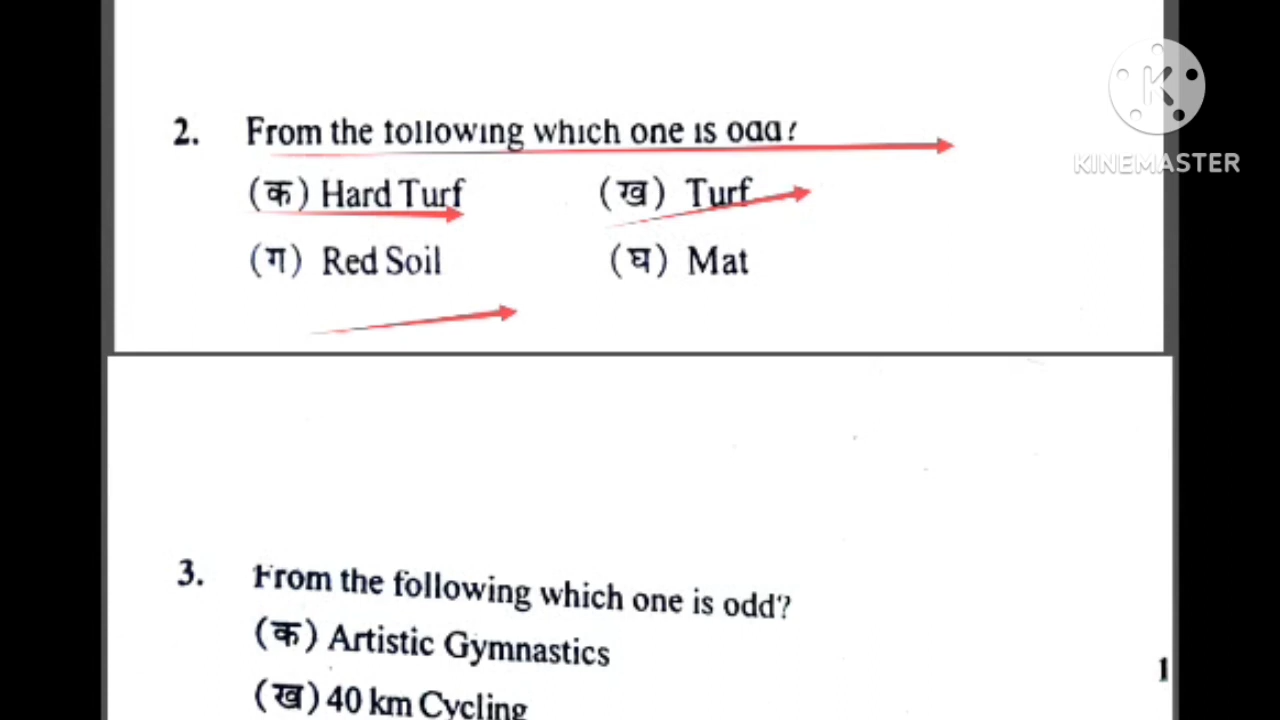 2. From the following which one is odd?
(क) Hard Turf (ख) Turf
(ग) Red Soil (घ) Mat
3. From the following which one is odd?
(क) Artistic Gymnastics
(ख) 40 km Cycling
1
KINEMASTER